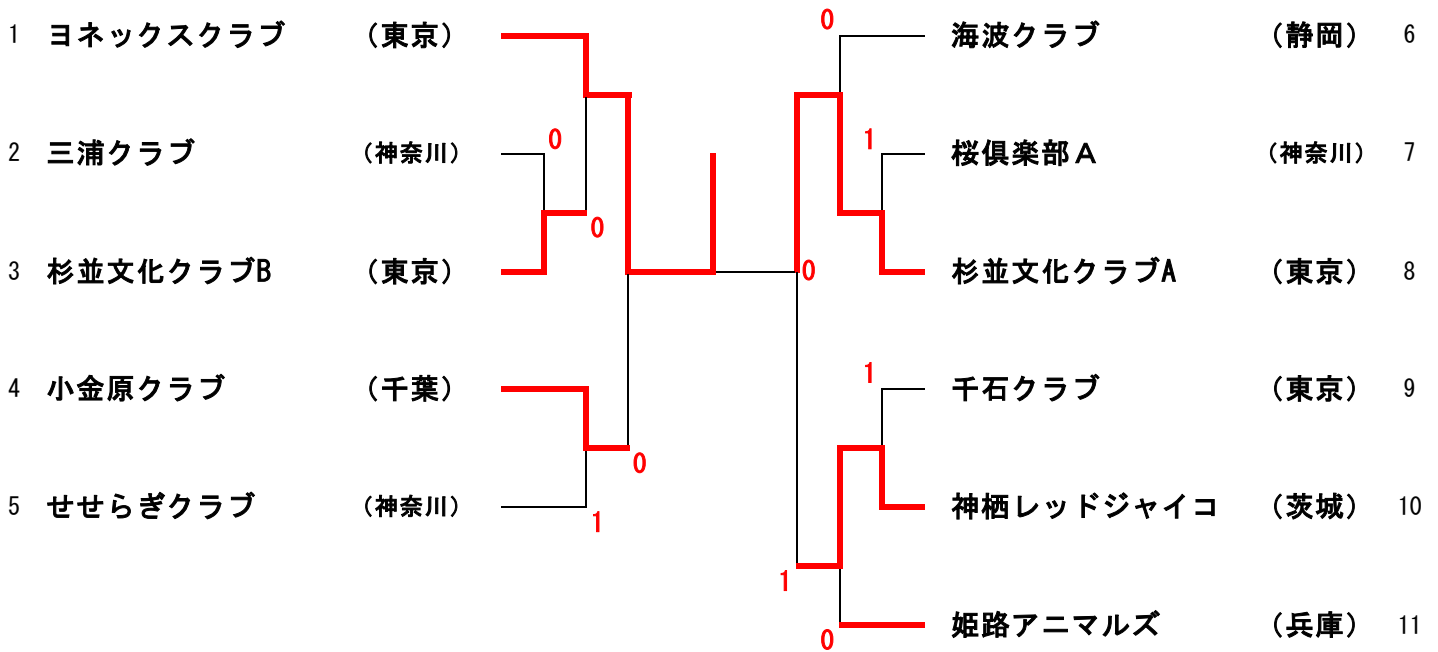 0
1 ヨネックスクラブ （東京） 海波クラブ （静岡） 6
0 1
2 三浦クラブ （神奈川） 桜倶楽部Ａ （神奈川） 7
0
3 杉並文化クラブB （東京） 0 杉並文化クラブA （東京） 8
1
4 小金原クラブ （千葉） 千石クラブ （東京） 9
0
5 せせらぎクラブ （神奈川） 神栖レッドジャイコ （茨城） 10
1
1
0 姫路アニマルズ （兵庫） 11